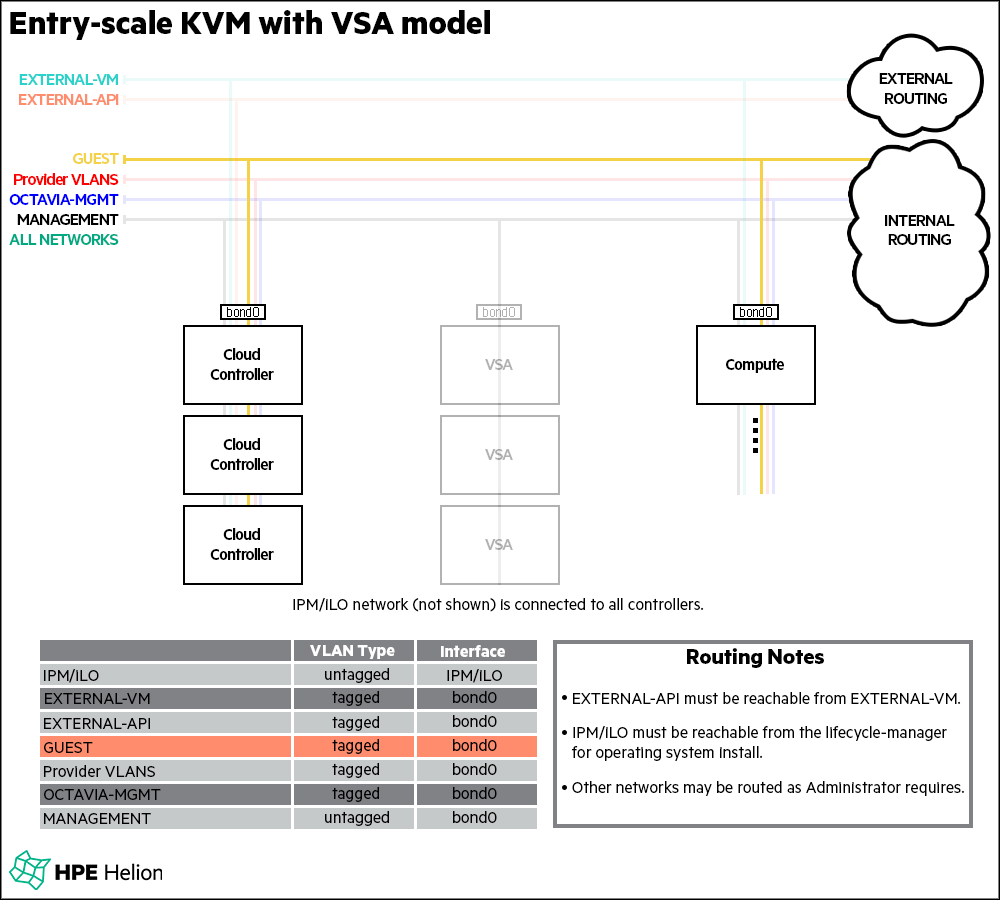 Entry-scale KVM with VSA model
EXTERNAL-VM
EXTERNAL-API
EXTERNAL
ROUTING
GUEST
Provider VLANS
OCTAVIA-MGMT
MANAGEMENT
ALL NETWORKS
INTERNAL
ROUTING
bond0
bond0
bond0
Cloud
Controller
VSA
Compute
Cloud
Controller
VSA
Cloud
Controller
VSA
IPM/ILO network (not shown) is connected to all controllers.
VLAN Type Interface
IPM/ILO untagged IPM/ILO
EXTERNAL-VM tagged bond0
EXTERNAL-API tagged bond0
GUEST tagged bond0
Provider VLANS tagged bond0
OCTAVIA-MGMT tagged bond0
MANAGEMENT untagged bond0
Routing Notes
• EXTERNAL-API must be reachable from EXTERNAL-VM.
• IPM/ILO must be reachable from the lifecycle-manager
for operating system install.
• Other networks may be routed as Administrator requires.
HPE Helion